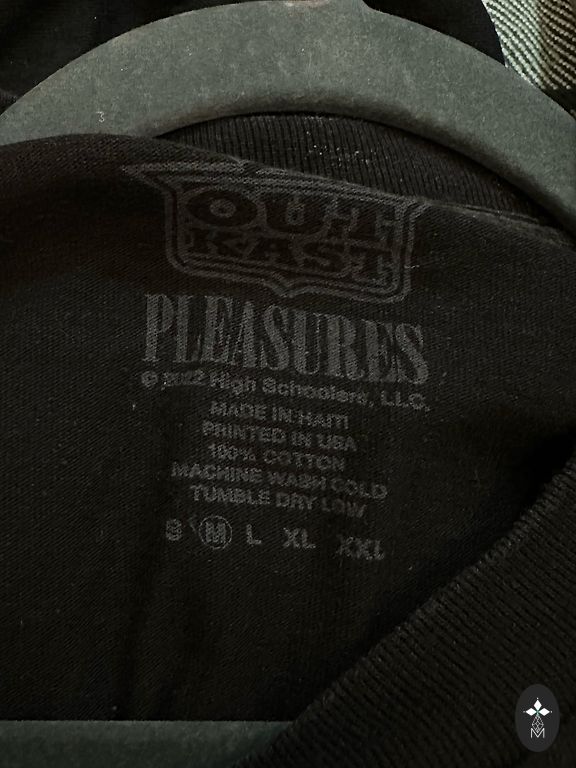 OUT
KAST
PLEASURES
© 2022 High Schoolers, LLC.
MADE IN HAITI
PRINTED IN USA
100% COTTON
MACHINE WASH COLD
TUMBLE DRY LOW
S M L XL XXL
M